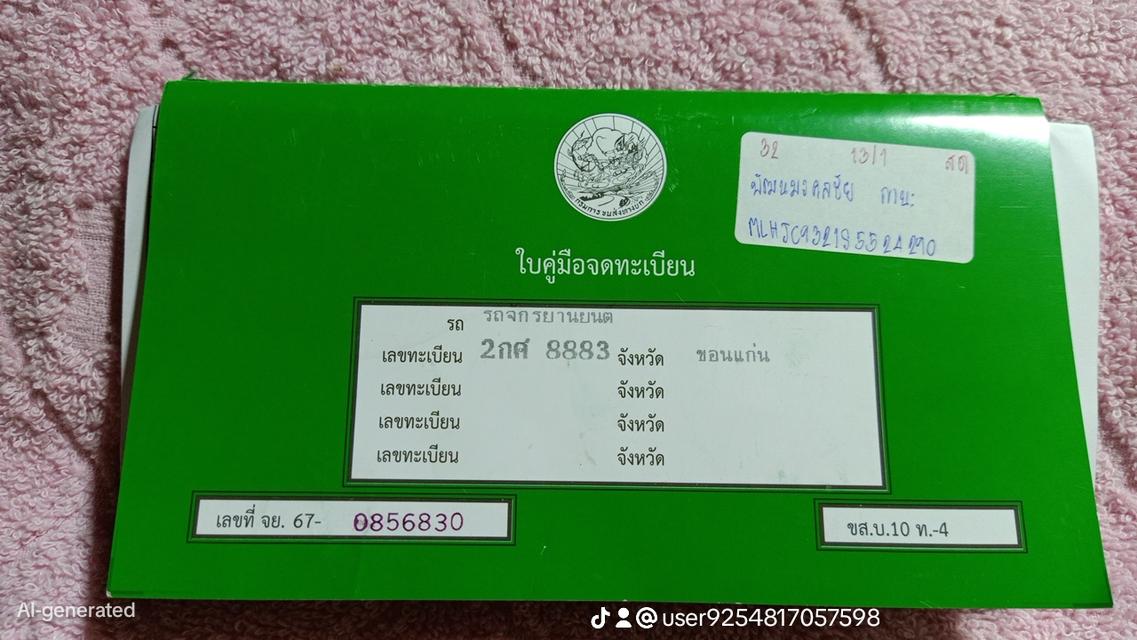 กรมการขนส่งทางบก
32 13/1 สด
พัฒนมงคลชัย กาย:
MLHJC9321S5524290
ใบคู่มือจดทะเบียน
รถ รถจักรยานยนต์
เลขทะเบียน 2กศ 8883 จังหวัด ขอนแก่น
เลขทะเบียน จังหวัด
เลขทะเบียน จังหวัด
เลขทะเบียน จังหวัด
เลขที่ จย. 67- 0856830
ขส.บ.10 ท.-4
AI-generated
@user9254817057598